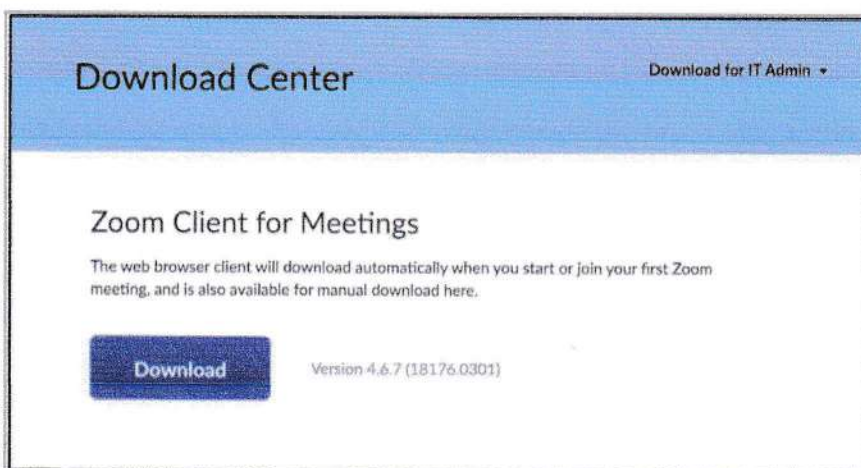 Download Center
Download for IT Admin
Zoom Client for Meetings
The web browser client will download automatically when you start or join your first Zoom
meeting, and is also available for manual download here.
Download
Version 4.6.7 (18176.0301)